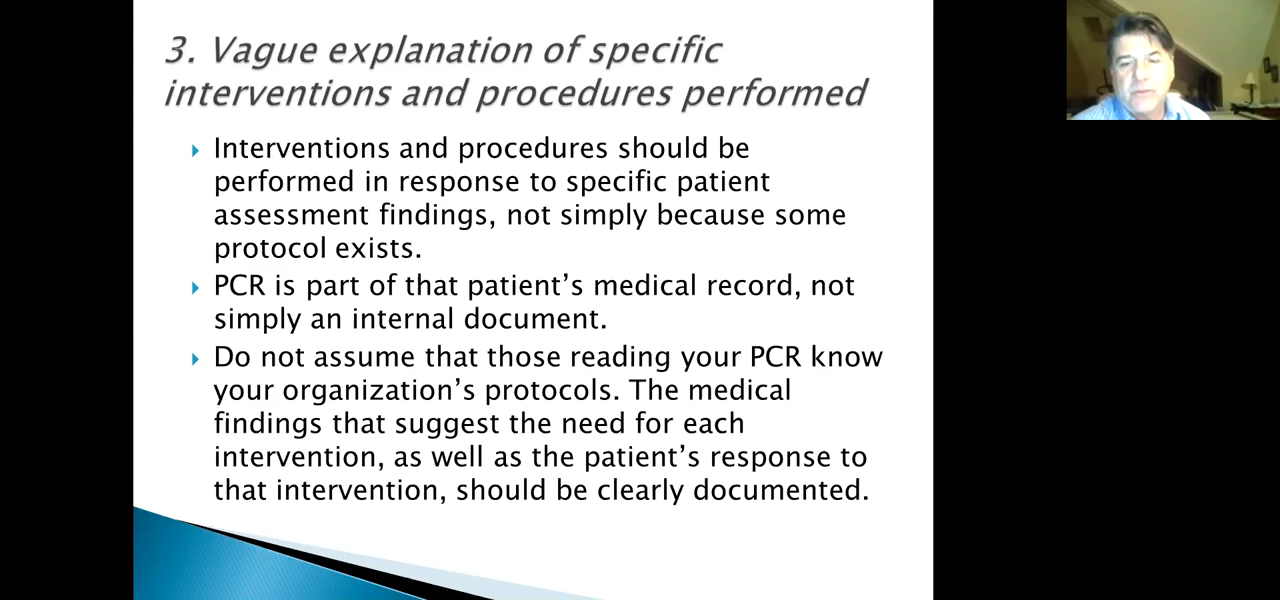 3. Vague explanation of specific
interventions and procedures performed
Interventions and procedures should be
performed in response to specific patient
assessment findings, not simply because some
protocol exists.
PCR is part of that patient’s medical record, not
simply an internal document.
Do not assume that those reading your PCR know
your organization’s protocols. The medical
findings that suggest the need for each
intervention, as well as the patient’s response to
that intervention, should be clearly documented.